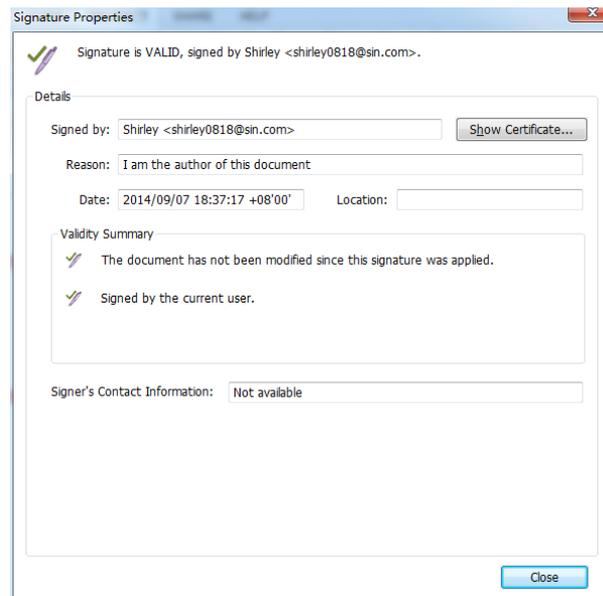 Signature Properties
SHARE HELP
Signature is VALID, signed by Shirley <shirley0818@sin.com>.
Details
Signed by: Shirley <shirley0818@sin.com> Show Certificate...
Reason: I am the author of this document
Date: 2014/09/07 18:37:17 +08'00' Location:
Validity Summary
The document has not been modified since this signature was applied.
Signed by the current user.
Signer's Contact Information: Not available
Close